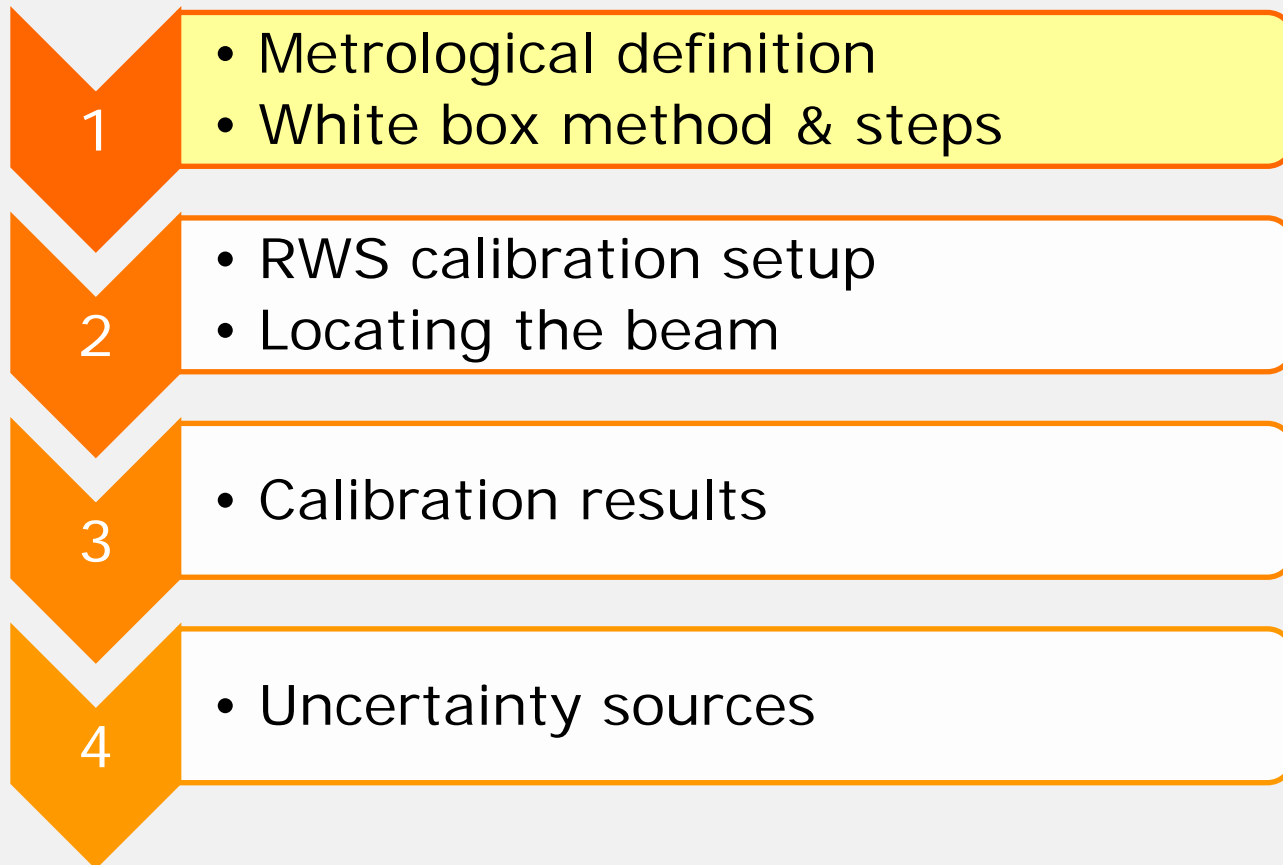 1
• Metrological definition
• White box method & steps
2
• RWS calibration setup
• Locating the beam
3
• Calibration results
4
• Uncertainty sources